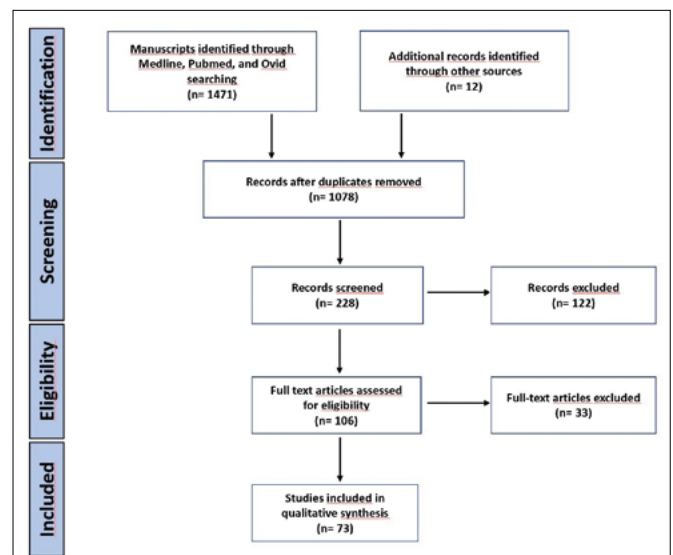 Identification
Manuscripts identified through
Medline, Pubmed, and Ovid
searching
(n= 1471)
Additional records identified
through other sources
(n= 12)
Screening
Records after duplicates removed
(n= 1078)
Records screened
(n= 228)
Records excluded
(n= 122)
Eligibility
Full text articles assessed
for eligibility
(n= 106)
Full-text articles excluded
(n= 33)
Included
Studies included in
qualitative synthesis
(n= 73)